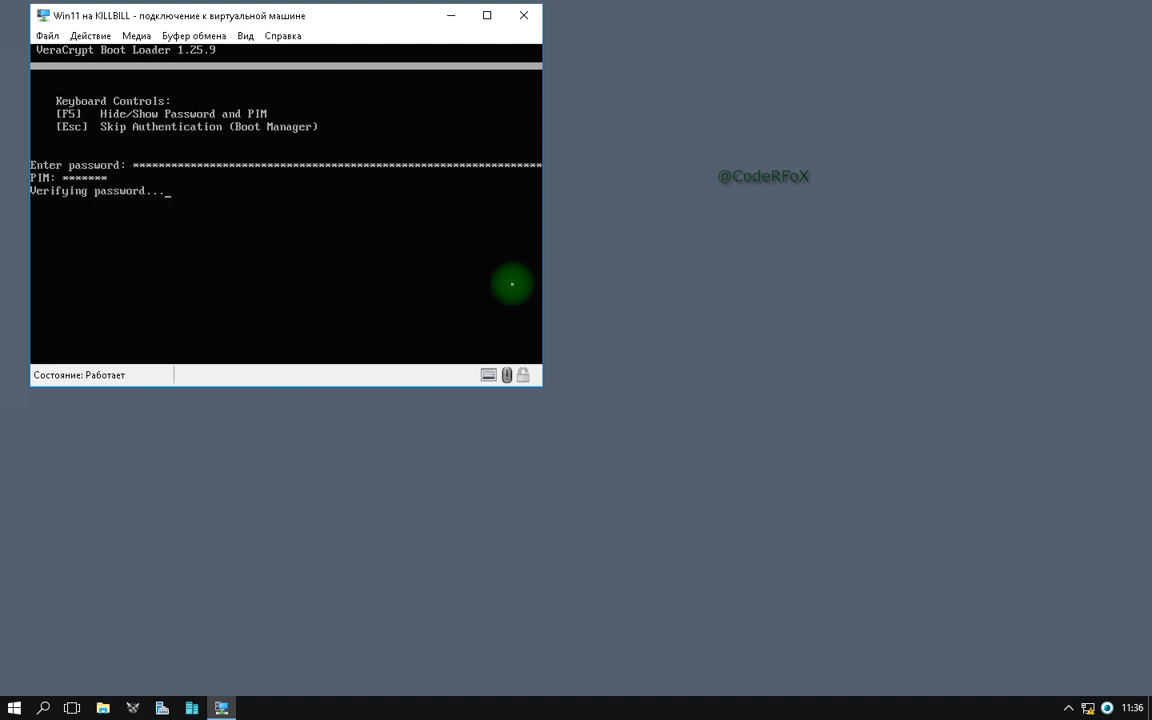 Win11 на KILLBILL - подключение к виртуальной машине
Файл Действие Медиа Буфер обмена Вид Справка
VeraCrypt Boot Loader 1.25.9
Keyboard Controls:
[F5] Hide/Show Password and PIM
[Esc] Skip Authentication (Boot Manager)
Enter password: ****************************************************************
PIM: *******
Verifying password..._
@CodeRFoX
Состояние: Работает
11:36